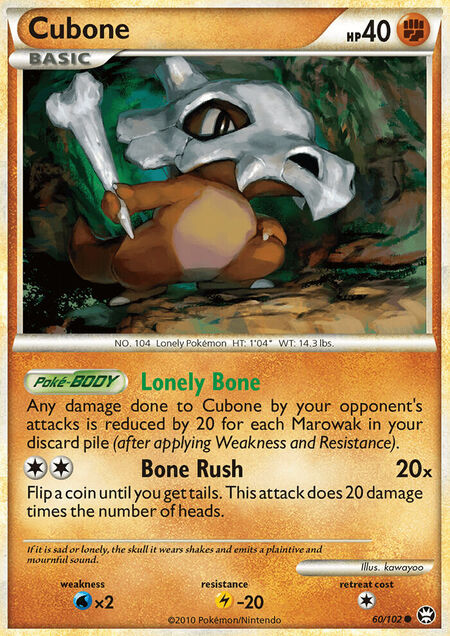 Cubone HP40
BASIC
NO. 104 Lonely Pokémon HT: 1'04" WT: 14.3 lbs.
Poké-BODY Lonely Bone
Any damage done to Cubone by your opponent's
attacks is reduced by 20 for each Marowak in your
discard pile (after applying Weakness and Resistance).
Bone Rush 20x
Flip a coin until you get tails. This attack does 20 damage
times the number of heads.
If it is sad or lonely, the skull it wears shakes and emits a plaintive and
mournful sound.
Illus. kawayoo
weakness resistance retreat cost
×2 -20
©2010 Pokémon/Nintendo 60/102